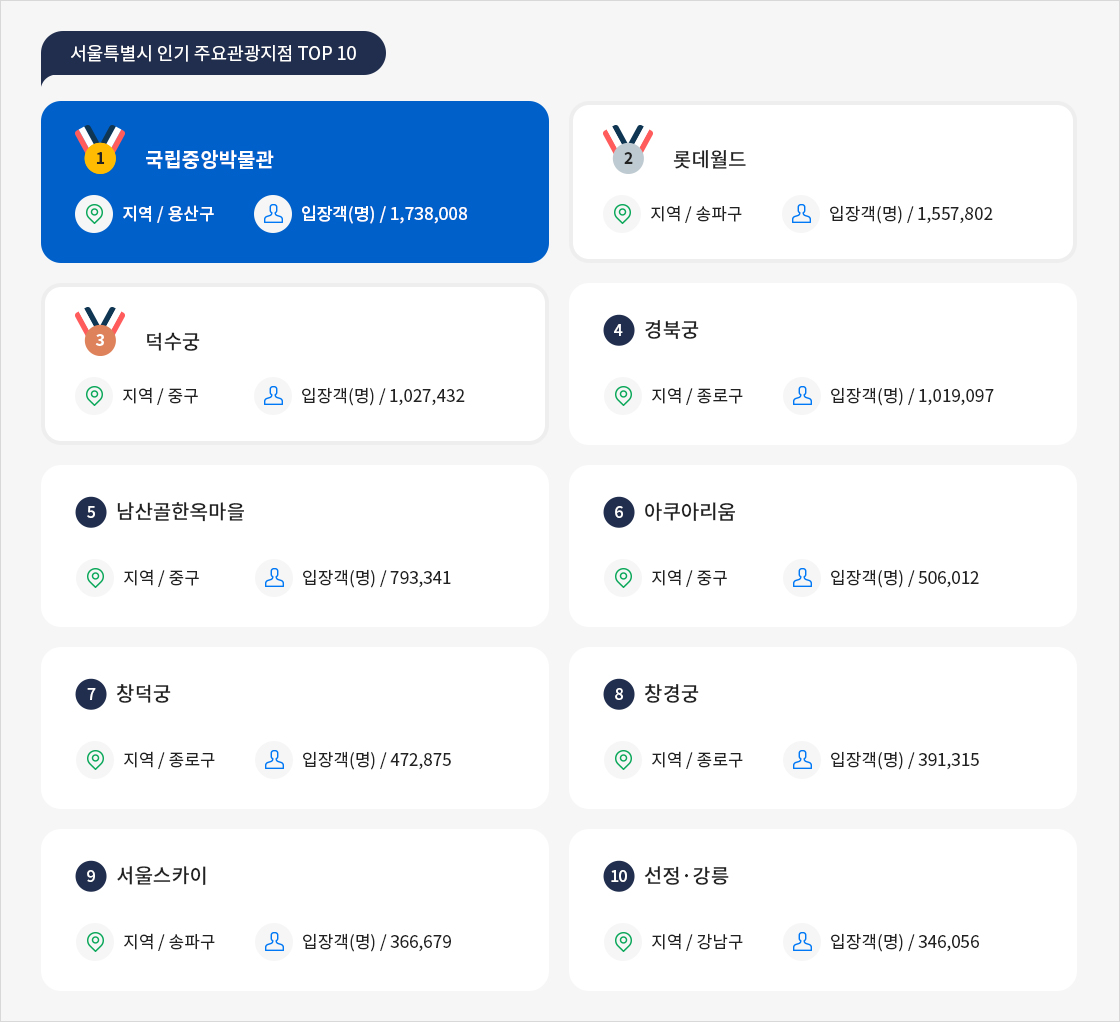 서울특별시 인기 주요관광지점 TOP 10
1 국립중앙박물관
지역 / 용산구 입장객(명) / 1,738,008
2 롯데월드
지역 / 송파구 입장객(명) / 1,557,802
3 덕수궁
지역 / 중구 입장객(명) / 1,027,432
4 경북궁
지역 / 종로구 입장객(명) / 1,019,097
5 남산골한옥마을
지역 / 중구 입장객(명) / 793,341
6 아쿠아리움
지역 / 중구 입장객(명) / 506,012
7 창덕궁
지역 / 종로구 입장객(명) / 472,875
8 창경궁
지역 / 종로구 입장객(명) / 391,315
9 서울스카이
지역 / 송파구 입장객(명) / 366,679
10 선정·강릉
지역 / 강남구 입장객(명) / 346,056